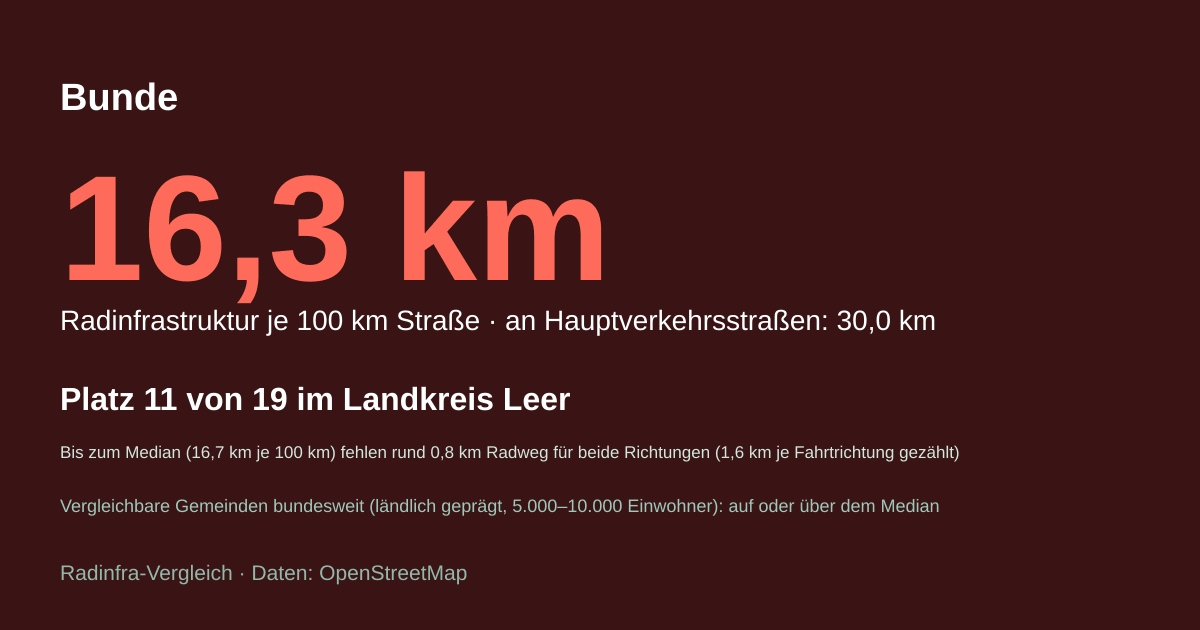 Bunde
16,3 km
Radinfrastruktur je 100 km Straße · an Hauptverkehrsstraßen: 30,0 km
Platz 11 von 19 im Landkreis Leer
Bis zum Median (16,7 km je 100 km) fehlen rund 0,8 km Radweg für beide Richtungen (1,6 km je Fahrtrichtung gezählt)
Vergleichbare Gemeinden bundesweit (ländlich geprägt, 5.000–10.000 Einwohner): auf oder über dem Median
Radinfra-Vergleich · Daten: OpenStreetMap